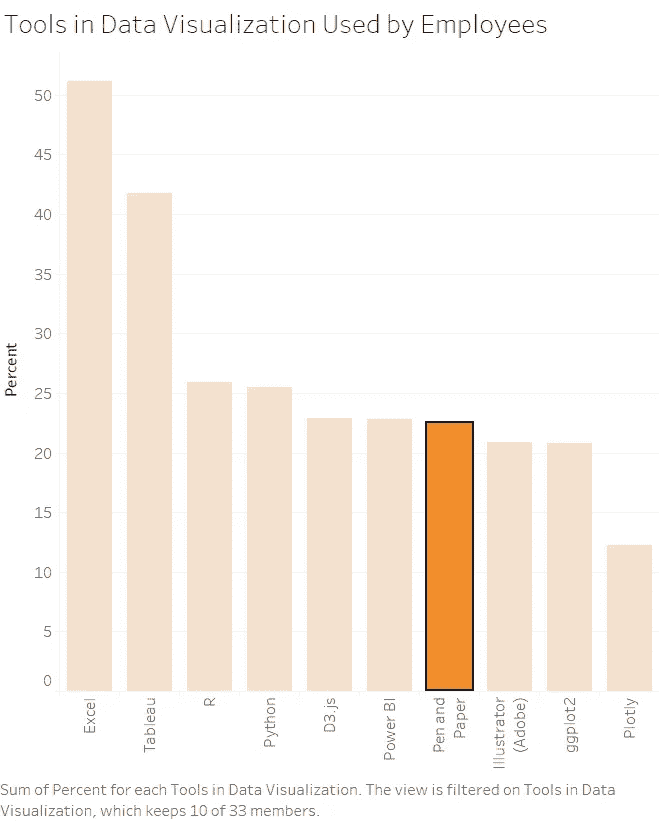 Tools in Data Visualization Used by Employees
Percent
50
45
40
35
30
25
20
15
10
5
0
Excel
Tableau
R
Python
D3.js
Power BI
Pen and
Paper
Illustrator
(Adobe)
ggplot2
Plotly
Sum of Percent for each Tools in Data Visualization. The view is filtered on Tools in Data
Visualization, which keeps 10 of 33 members.